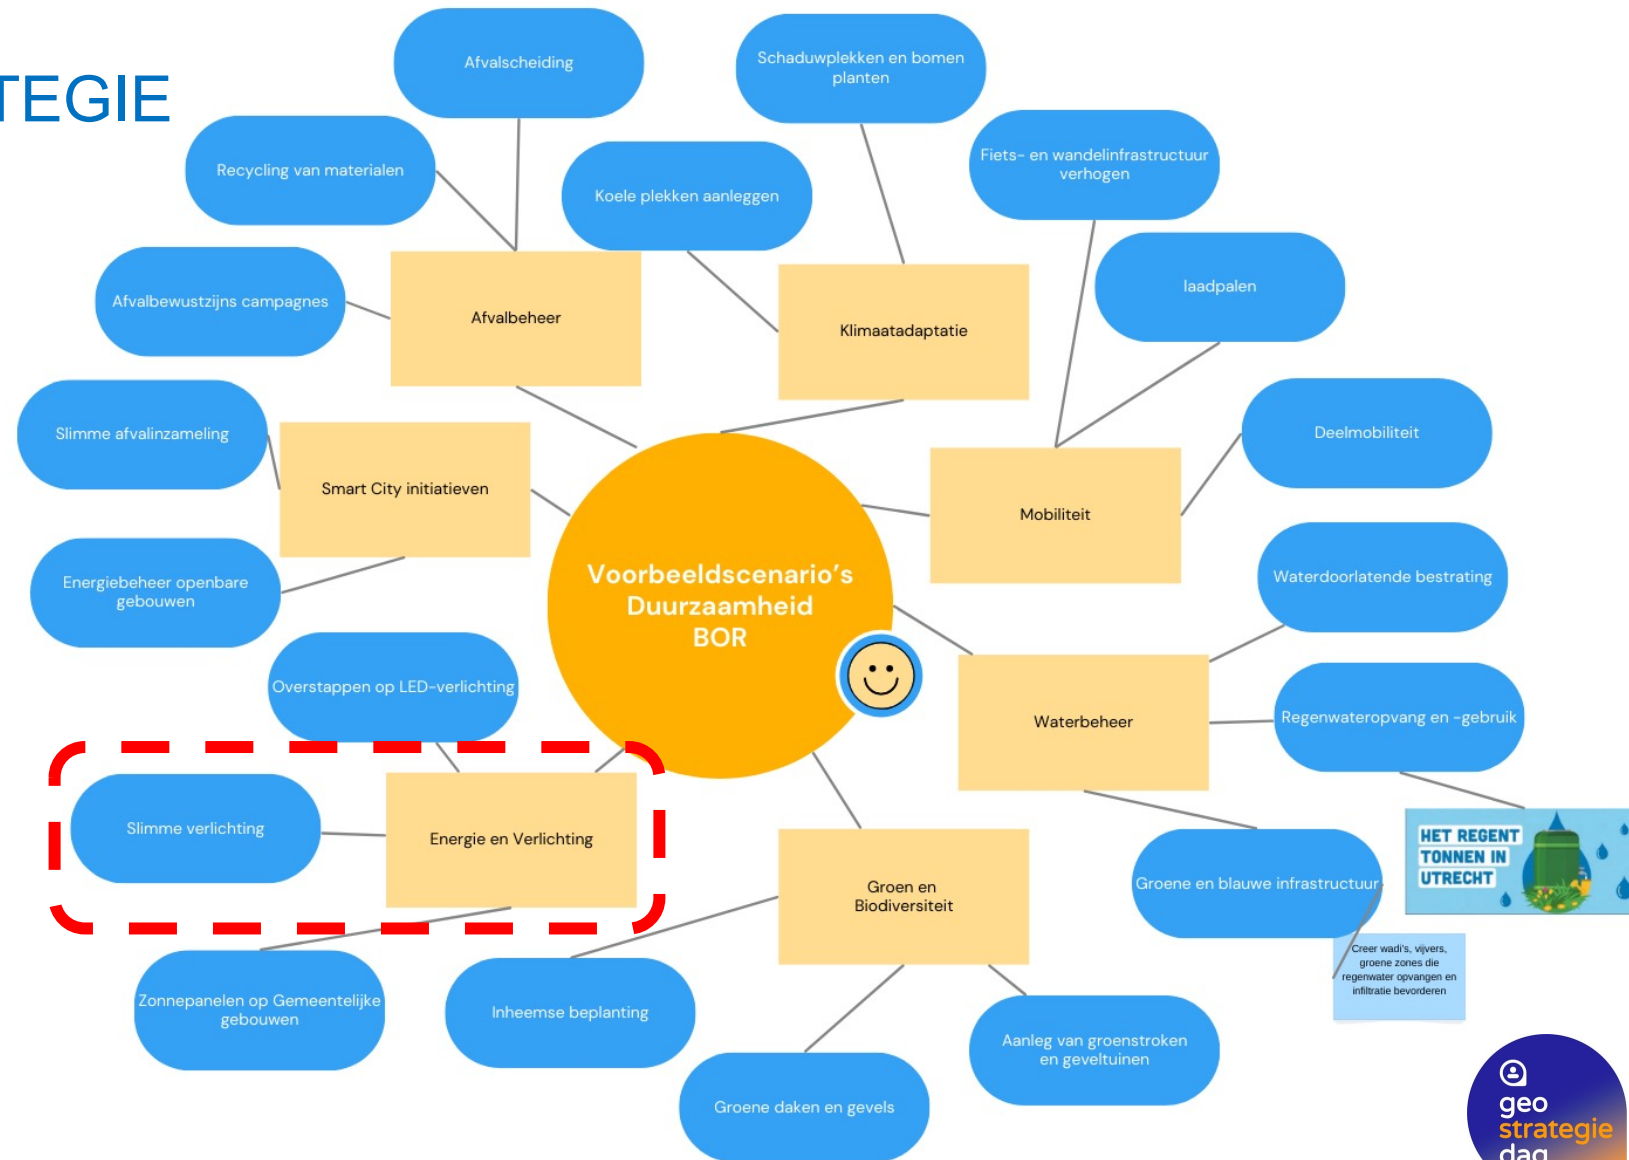 TEGIE
Afvalscheiding
Schaduwplekken en bomen
planten
Recycling van materialen
Koele plekken aanleggen
Fiets- en wandelinfrastructuur
verhogen
Afvalbewustzijns campagnes
Afvalbeheer
Klimaatadaptatie
laadpalen
Slimme afvalinzameling
Smart City initiatieven
Mobiliteit
Deelmobiliteit
Energiebeheer openbare
gebouwen
Voorbeeldscenario's
Duurzaamheid
BOR
Waterdoorlatende bestrating
Overstappen op LED-verlichting
Waterbeheer
Regenwateropvang en -gebruik
Slimme verlichting
Energie en Verlichting
Groen en
Biodiversiteit
Groene en blauwe infrastructuur
HET REGENT
TONNEN IN
UTRECHT
Creer wadi's, vijvers,
groene zones die
regenwater opvangen en
infiltratie bevorderen
Zonnepanelen op Gemeentelijke
gebouwen
Inheemse beplanting
Aanleg van groenstroken
en geveltuinen
Groene daken en gevels
geo
strategie
dag